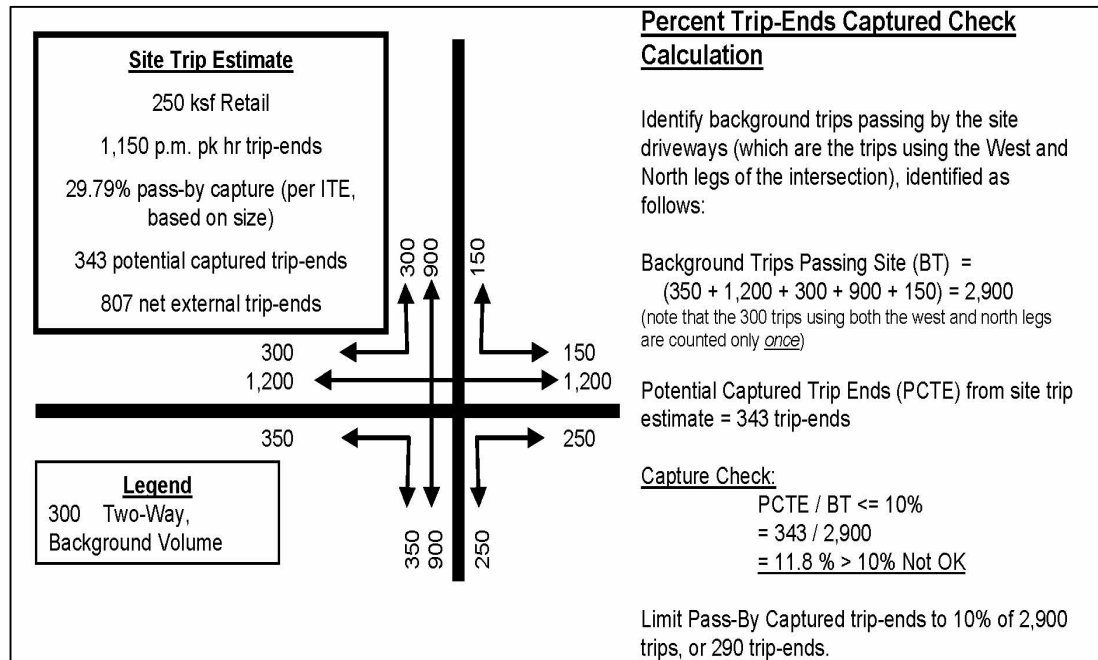 Site Trip Estimate
250 ksf Retail
1,150 p.m. pk hr trip-ends
29.79% pass-by capture (per ITE,
based on size)
343 potential captured trip-ends
807 net external trip-ends
300
900
150
300
150
1,200
1,200
350
250
350
900
250
Legend
300 Two-Way,
Background Volume
Percent Trip-Ends Captured Check
Calculation
Identify background trips passing by the site
driveways (which are the trips using the West and
North legs of the intersection), identified as
follows:
Background Trips Passing Site (BT) =
(350 + 1,200 + 300 + 900 + 150) = 2,900
(note that the 300 trips using both the west and north legs
are counted only once)
Potential Captured Trip Ends (PCTE) from site trip
estimate = 343 trip-ends
Capture Check:
PCTE / BT <= 10%
= 343 / 2,900
= 11.8 % > 10% Not OK
Limit Pass-By Captured trip-ends to 10% of 2,900
trips, or 290 trip-ends.